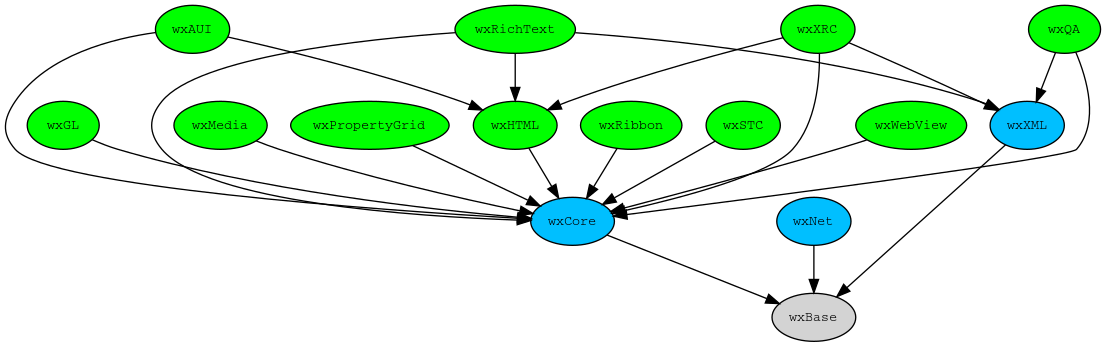 wxAUI
wxRichText
wxXRC
wxQA
wxGL
wxMedia
wxPropertyGrid
wxHTML
wxRibbon
wxSTC
wxWebView
wxXML
wxCore
wxNet
wxBase